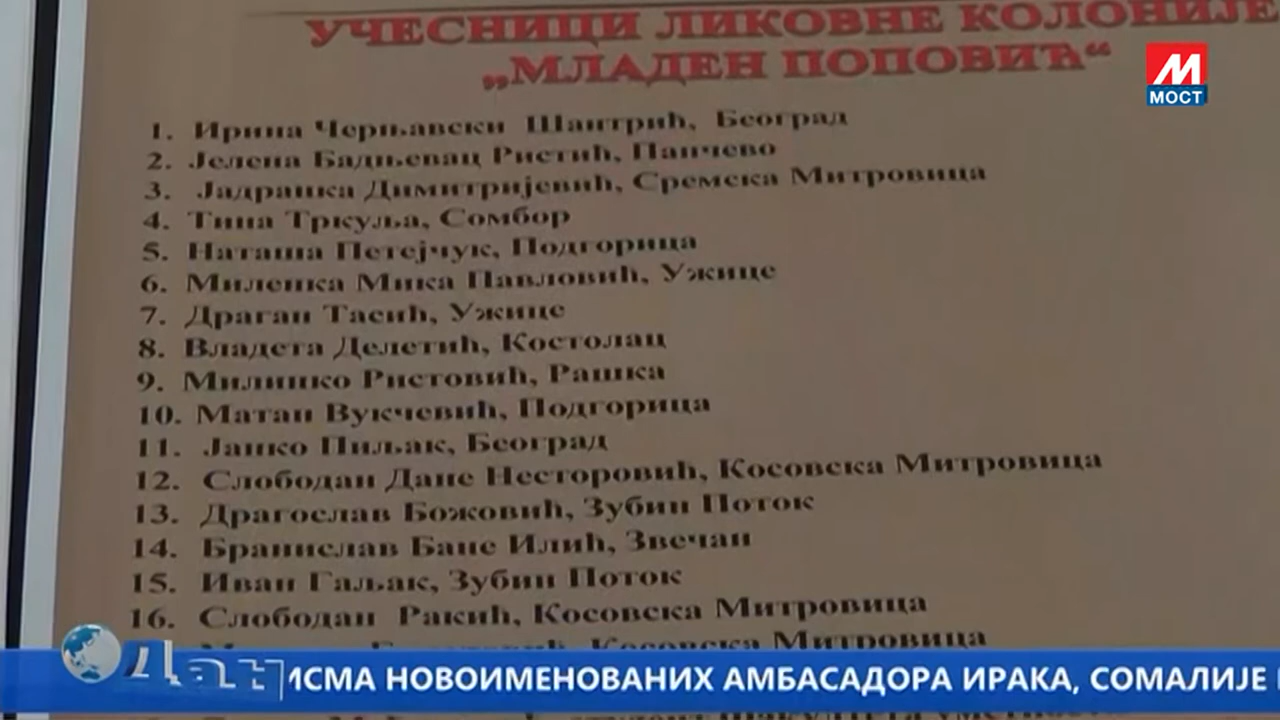 УЧЕСНИЦИ ЛИКОВНЕ КОЛОНИЈЕ
„МЛАДЕН ПОПОВИЋ“
М
МОСТ
1. Ирина Черњавски Шантрић, Београд
2. Јелена Бадњевац Ристић, Панчево
3. Јадранка Димитријевић, Сремска Митровица
4. Тина Тркуља, Сомбор
5. Наташа Петејчук, Подгорица
6. Миленка Мика Павловић, Ужице
7. Драган Тасић, Ужице
8. Владета Делетић, Костолац
9. Милинко Ристовић, Рашка
10. Матан Вукчевић, Подгорица
11. Јанко Пиљак, Београд
12. Слободан Дане Несторовић, Косовска Митровица
13. Драгослав Божовић, Зубин Поток
14. Бранислав Бане Илић, Звечан
15. Иван Гаљак, Зубин Поток
16. Слободан Ракић, Косовска Митровица
Косовска Митровица
Дан
ИСМА НОВОИМЕНОВАНИХ АМБАСАДОРА ИРАКА, СОМАЛИЈЕ